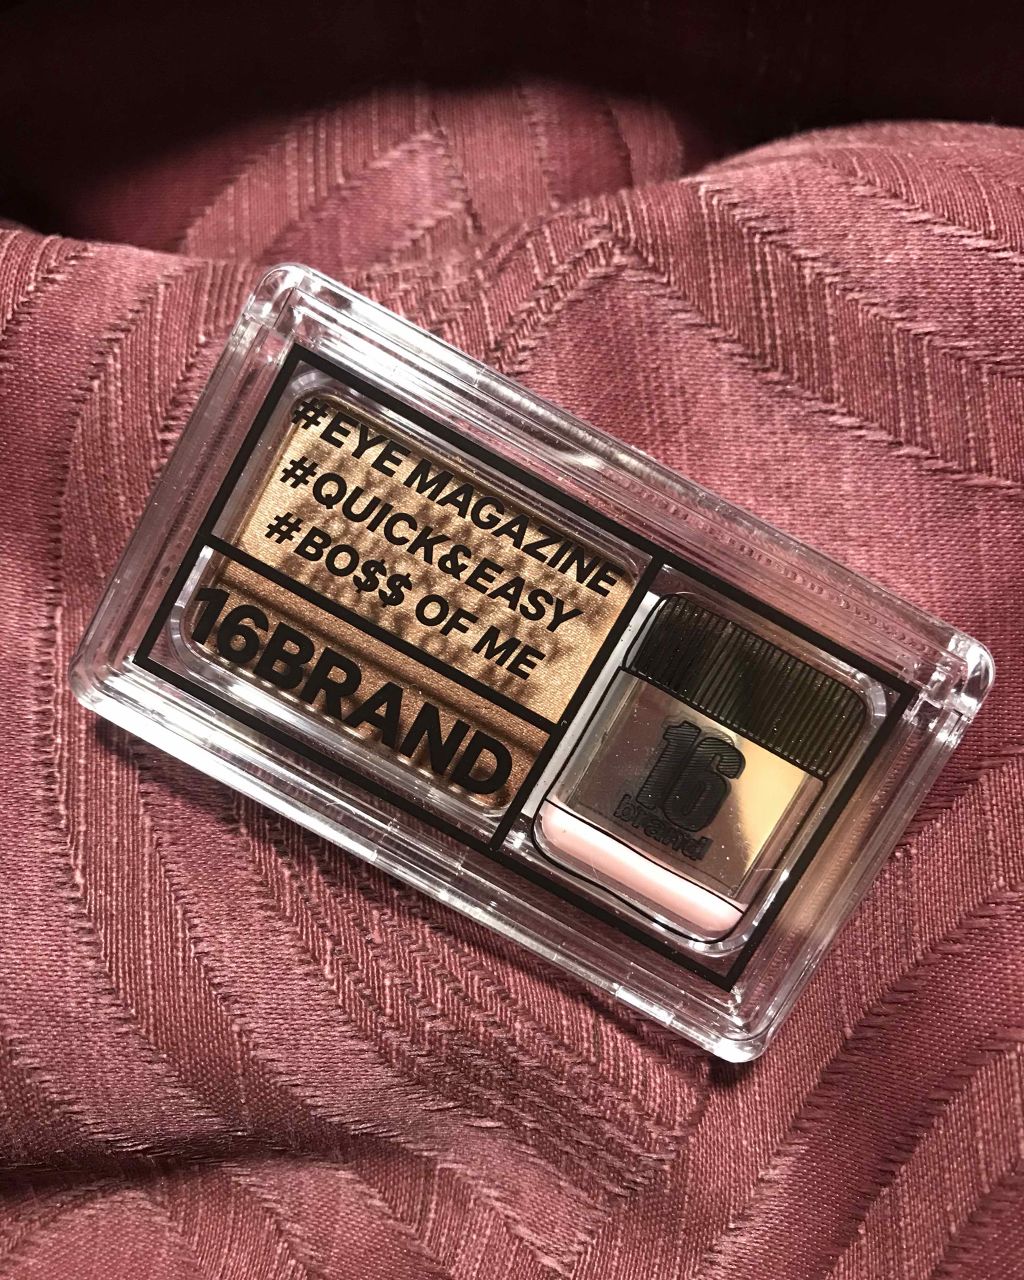 #EYE MAGAZINE
#QUICK&EASY
#BO$$ OF ME
16BRAND
16
brand